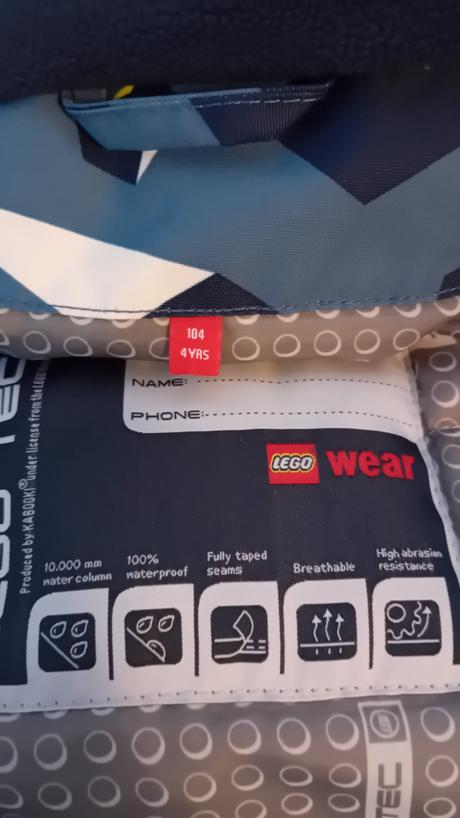 104
4YRS
NAME:
PHONE:
LEGO wear
TEC
Produced by KABOOKI® under license from the LEGO
10.000 mm
water column
100%
waterproof
Fully taped
seams
Breathable
High abrasion
resistance
TEC